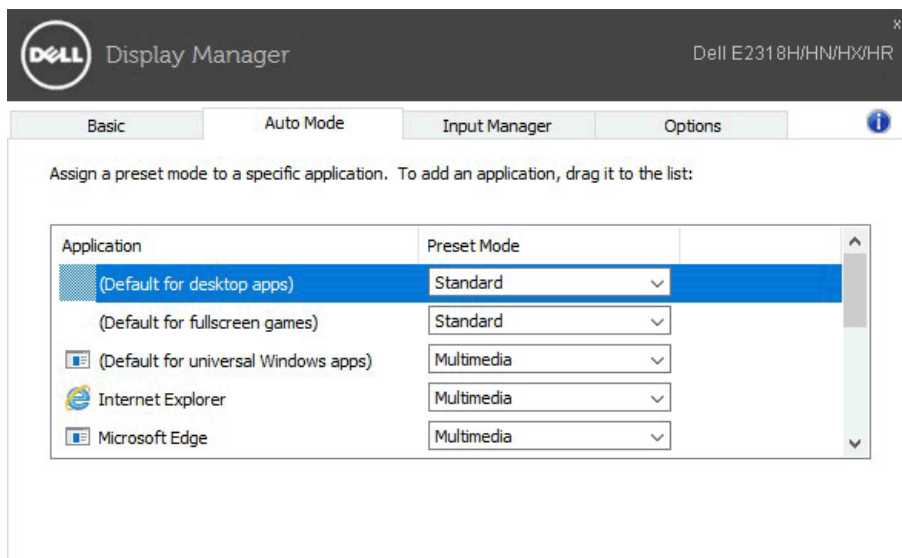 x
DELL Display Manager Dell E2318H/HN/HX/HR
Basic Auto Mode Input Manager Options i
Assign a preset mode to a specific application. To add an application, drag it to the list:
Application Preset Mode
(Default for desktop apps) Standard
(Default for fullscreen games) Standard
(Default for universal Windows apps) Multimedia
Internet Explorer Multimedia
Microsoft Edge Multimedia